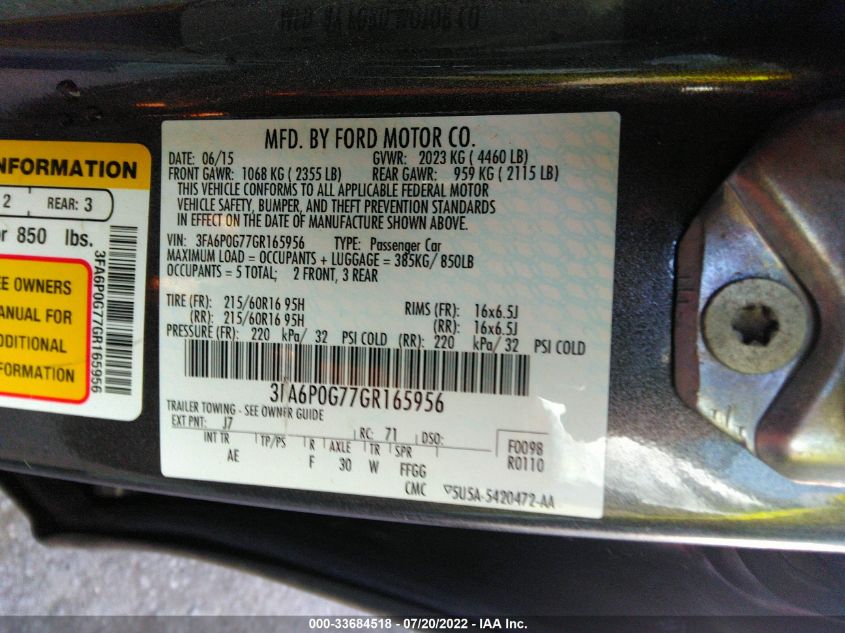 MFD. BY FORD MOTOR CO.
DATE: 06/15 GVWR: 2023 KG ( 4460 LB)
FRONT GAWR: 1068 KG ( 2355 LB) REAR GAWR: 959 KG ( 2115 LB)
THIS VEHICLE CONFORMS TO ALL APPLICABLE FEDERAL MOTOR
VEHICLE SAFETY, BUMPER, AND THEFT PREVENTION STANDARDS
IN EFFECT ON THE DATE OF MANUFACTURE SHOWN ABOVE.
VIN: 3FA6P0G77GR165956 TYPE: Passenger Car
MAXIMUM LOAD = OCCUPANTS + LUGGAGE = 385KG/ 850LB
OCCUPANTS = 5 TOTAL; 2 FRONT, 3 REAR
TIRE (FR): 215/60R16 95H RIMS (FR): 16x6.5J
(RR): 215/60R16 95H (RR): 16x6.5J
PRESSURE (FR): 220 kPa/ 32 PSI COLD (RR): 220 kPa/ 32 PSI COLD
3FA6P0G77GR165956
TRAILER TOWING - SEE OWNER GUIDE
EXT PNT: J7 RC: 71 DSO:
INT TR TP/PS R AXLE TR SPR
AE F 30 W FFGG
F0098
R0110
CMC 5U5A-5420472-AA
INFORMATION
2 REAR: 3
or 850 lbs.
EE OWNERS
MANUAL FOR
ADDITIONAL
INFORMATION
3FA6P0G77GR165956
000-33684518 - 07/20/2022 - IAA Inc.